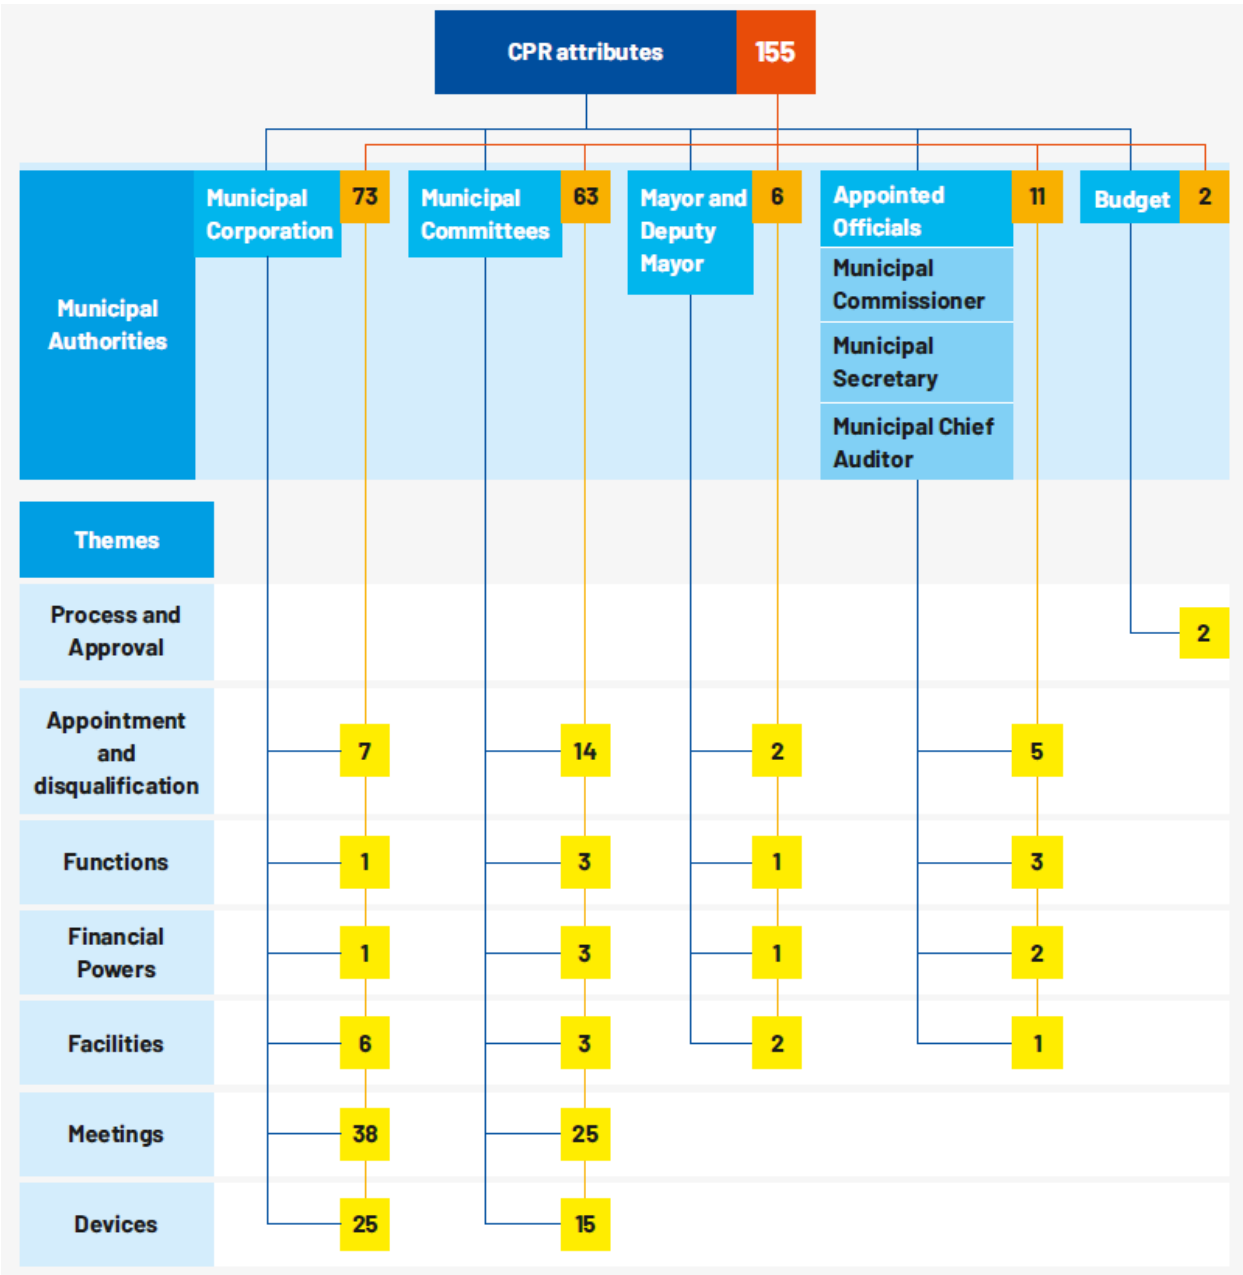 CPR attributes
155
Municipal
Corporation
73
Municipal
Committees
63
Mayor and
Deputy
Mayor
6
Appointed
Officials
11
Budget
2
Municipal
Commissioner
Municipal
Secretary
Municipal Chief
Auditor
Municipal
Authorities
Themes
Process and
Approval
2
Appointment
and
disqualification
7
14
2
5
Functions
1
3
1
3
Financial
Powers
1
3
1
2
Facilities
6
3
2
1
Meetings
38
25
Devices
25
15